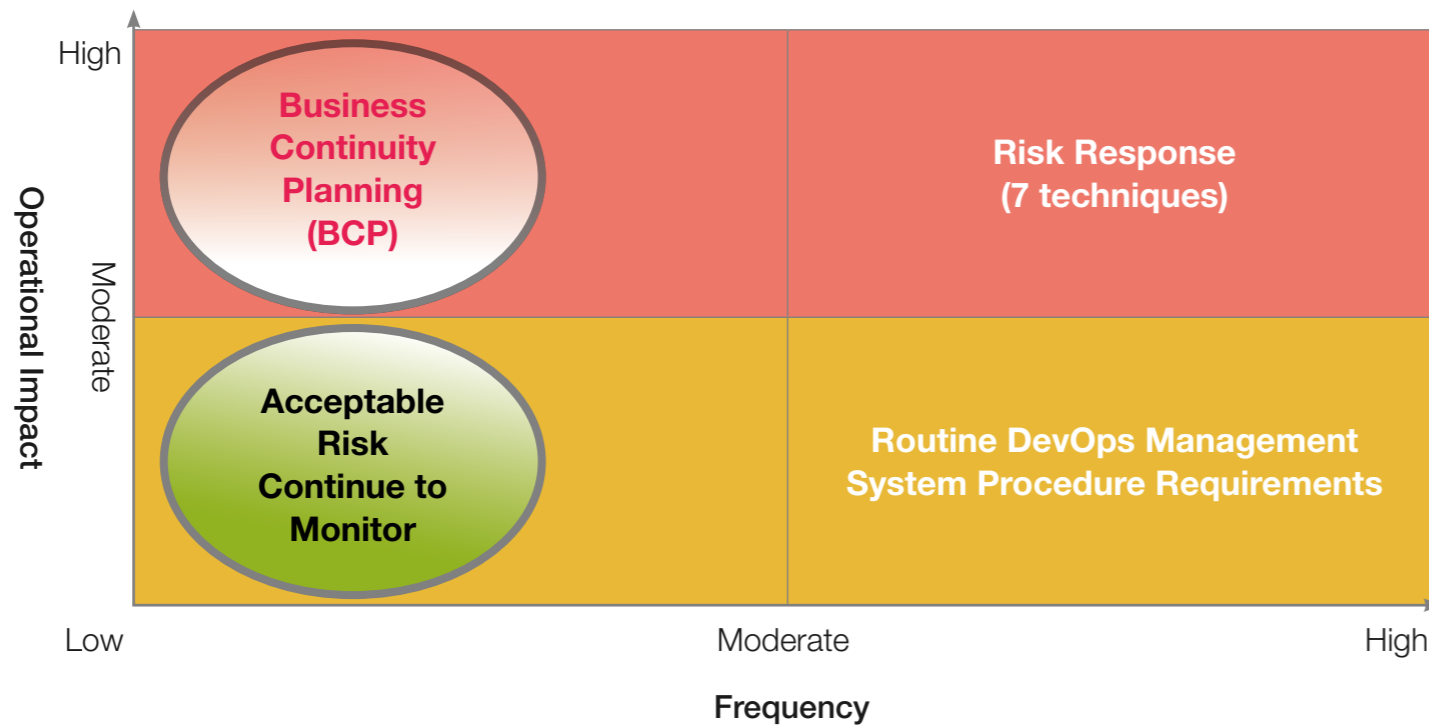 High
Business
Continuity
Planning
(BCP)
Risk Response
(7 techniques)
Operational Impact
Moderate
Acceptable
Risk
Continue to
Monitor
Routine DevOps Management
System Procedure Requirements
Low
Moderate
High
Frequency